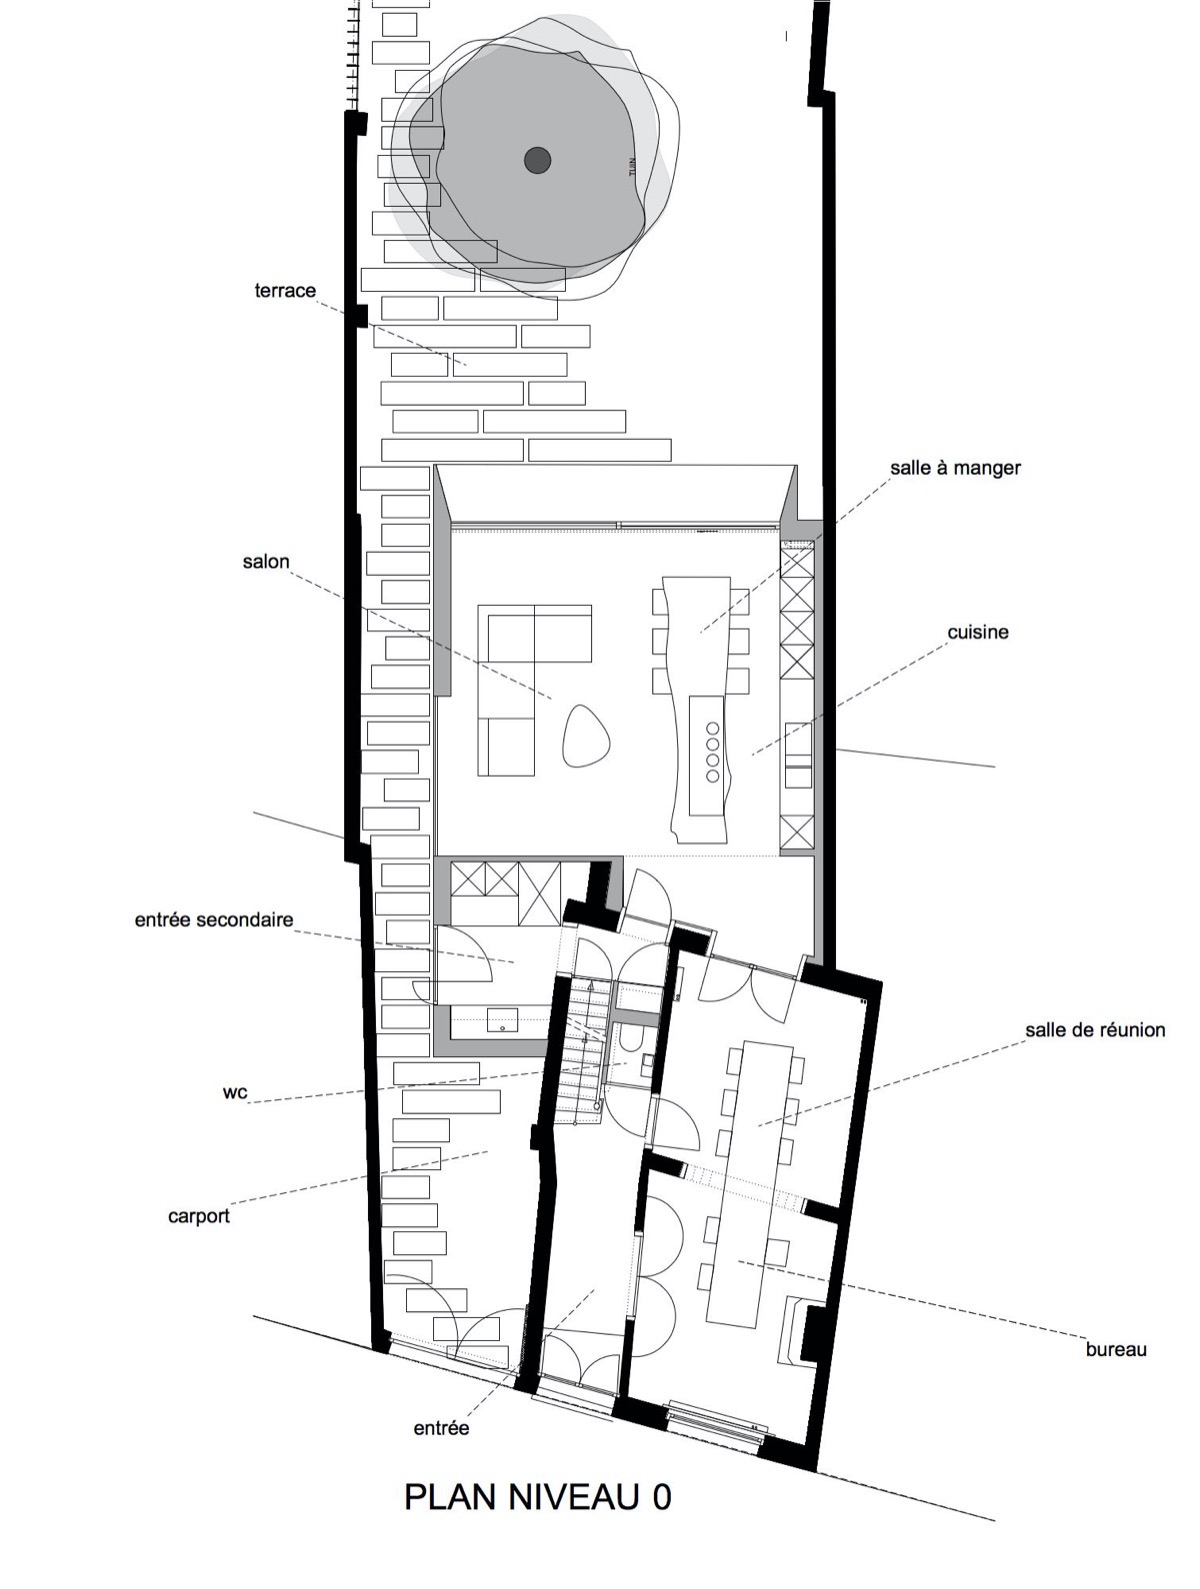 TUIN
terrace
salle à manger
salon
cuisine
entrée secondaire
salle de réunion
wc
carport
bureau
entrée
PLAN NIVEAU 0